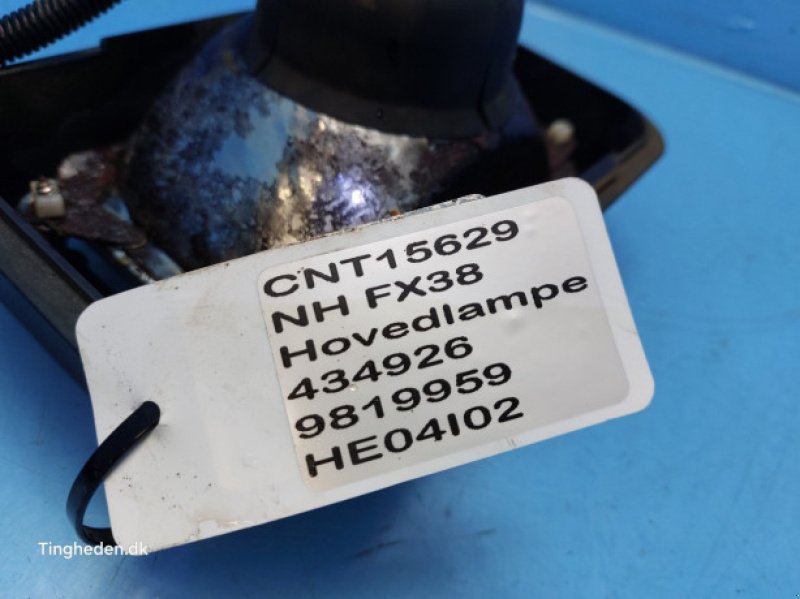 CNT15629
NH FX38
Hovedlampe
434926
9819959
HE04I02
Tingheden.dk